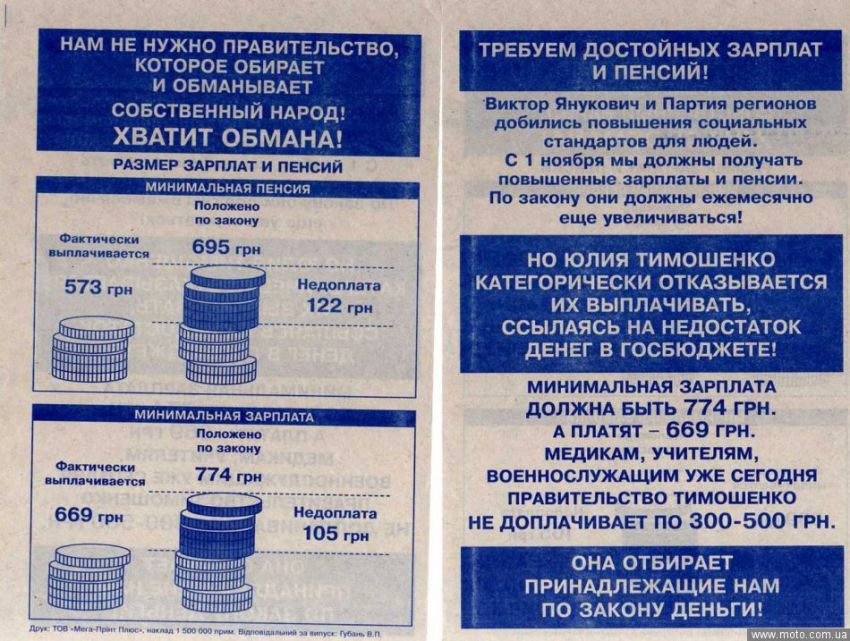 НАМ НЕ НУЖНО ПРАВИТЕЛЬСТВО,
КОТОРОЕ ОБИРАЕТ
И ОБМАНЫВАЕТ
СОБСТВЕННЫЙ НАРОД!
ХВАТИТ ОБМАНА!
РАЗМЕР ЗАРПЛАТ И ПЕНСИЙ
МИНИМАЛЬНАЯ ПЕНСИЯ
Положено
по закону
695 грн
Фактически
выплачивается
573 грн
Недоплата
122 грн
МИНИМАЛЬНАЯ ЗАРПЛАТА
Положено
по закону
774 грн
Фактически
выплачивается
669 грн
Недоплата
105 грн
Друк: ТОВ «Мега-Прінт Плюс», наклад 1 500 000 прим. Відповідальний за випуск: Губань В.П.
ТРЕБУЕМ ДОСТОЙНЫХ ЗАРПЛАТ
И ПЕНСИЙ!
Виктор Янукович и Партия регионов
добились повышения социальных
стандартов для людей.
С 1 ноября мы должны получать
повышенные зарплаты и пенсии.
По закону они должны ежемесячно
еще увеличиваться!
НО ЮЛИЯ ТИМОШЕНКО
КАТЕГОРИЧЕСКИ ОТКАЗЫВАЕТСЯ
ИХ ВЫПЛАЧИВАТЬ,
ССЫЛАЯСЬ НА НЕДОСТАТОК
ДЕНЕГ В ГОСБЮДЖЕТЕ!
МИНИМАЛЬНАЯ ЗАРПЛАТА
ДОЛЖНА БЫТЬ 774 ГРН.
А ПЛАТЯТ – 669 ГРН.
МЕДИКАМ, УЧИТЕЛЯМ,
ВОЕННОСЛУЖАЩИМ УЖЕ СЕГОДНЯ
ПРАВИТЕЛЬСТВО ТИМОШЕНКО
НЕ ДОПЛАЧИВАЕТ ПО 300-500 ГРН.
ОНА ОТБИРАЕТ
ПРИНАДЛЕЖАЩИЕ НАМ
ПО ЗАКОНУ ДЕНЬГИ!
www.moto.com.ua